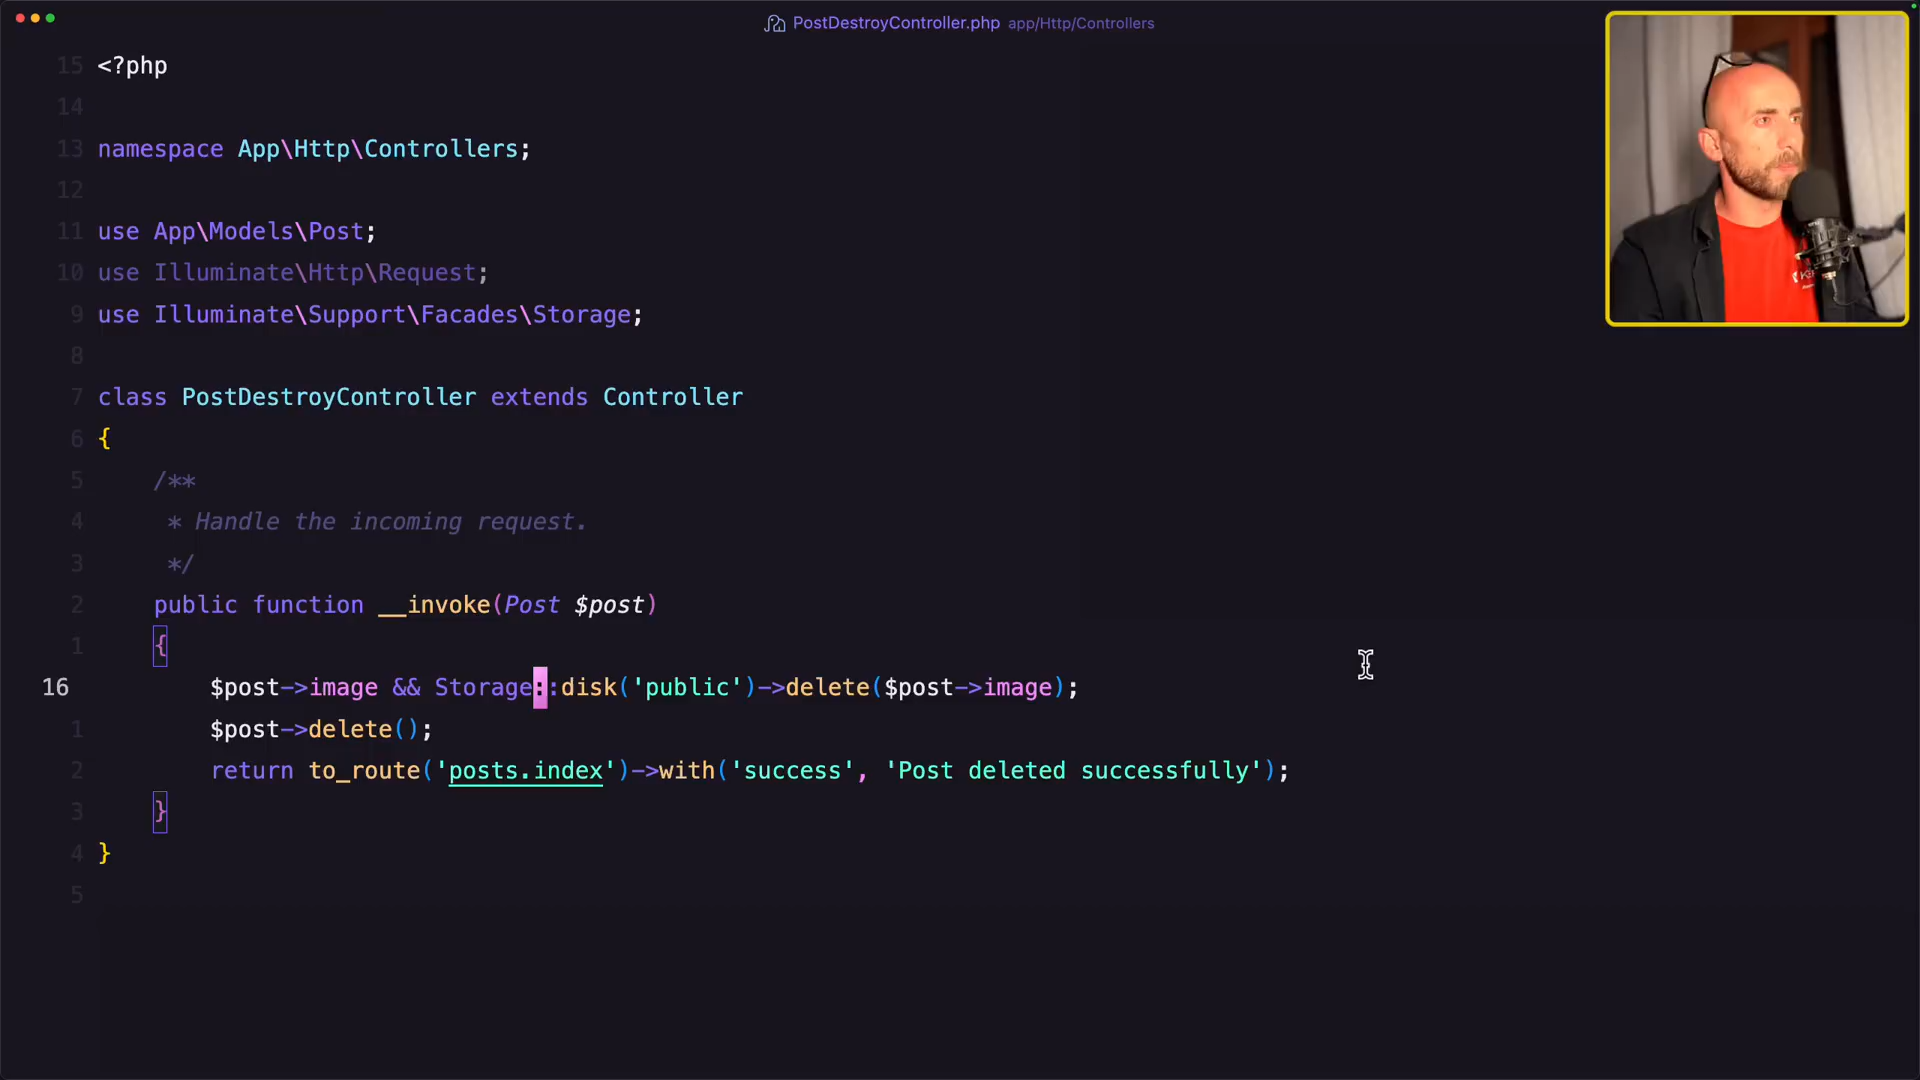 PostDestroyController.php app/Http/Controllers
15 <?php
14
13 namespace App\Http\Controllers;
12
11 use App\Models\Post;
10 use Illuminate\Http\Request;
9 use Illuminate\Support\Facades\Storage;
8
7 class PostDestroyController extends Controller
6 {
5 /**
4 * Handle the incoming request.
3 */
2 public function __invoke(Post $post)
1 {
16 $post->image && Storage::disk('public')->delete($post->image);
1 $post->delete();
2 return to_route('posts.index')->with('success', 'Post deleted successfully');
3 }
4 }
5